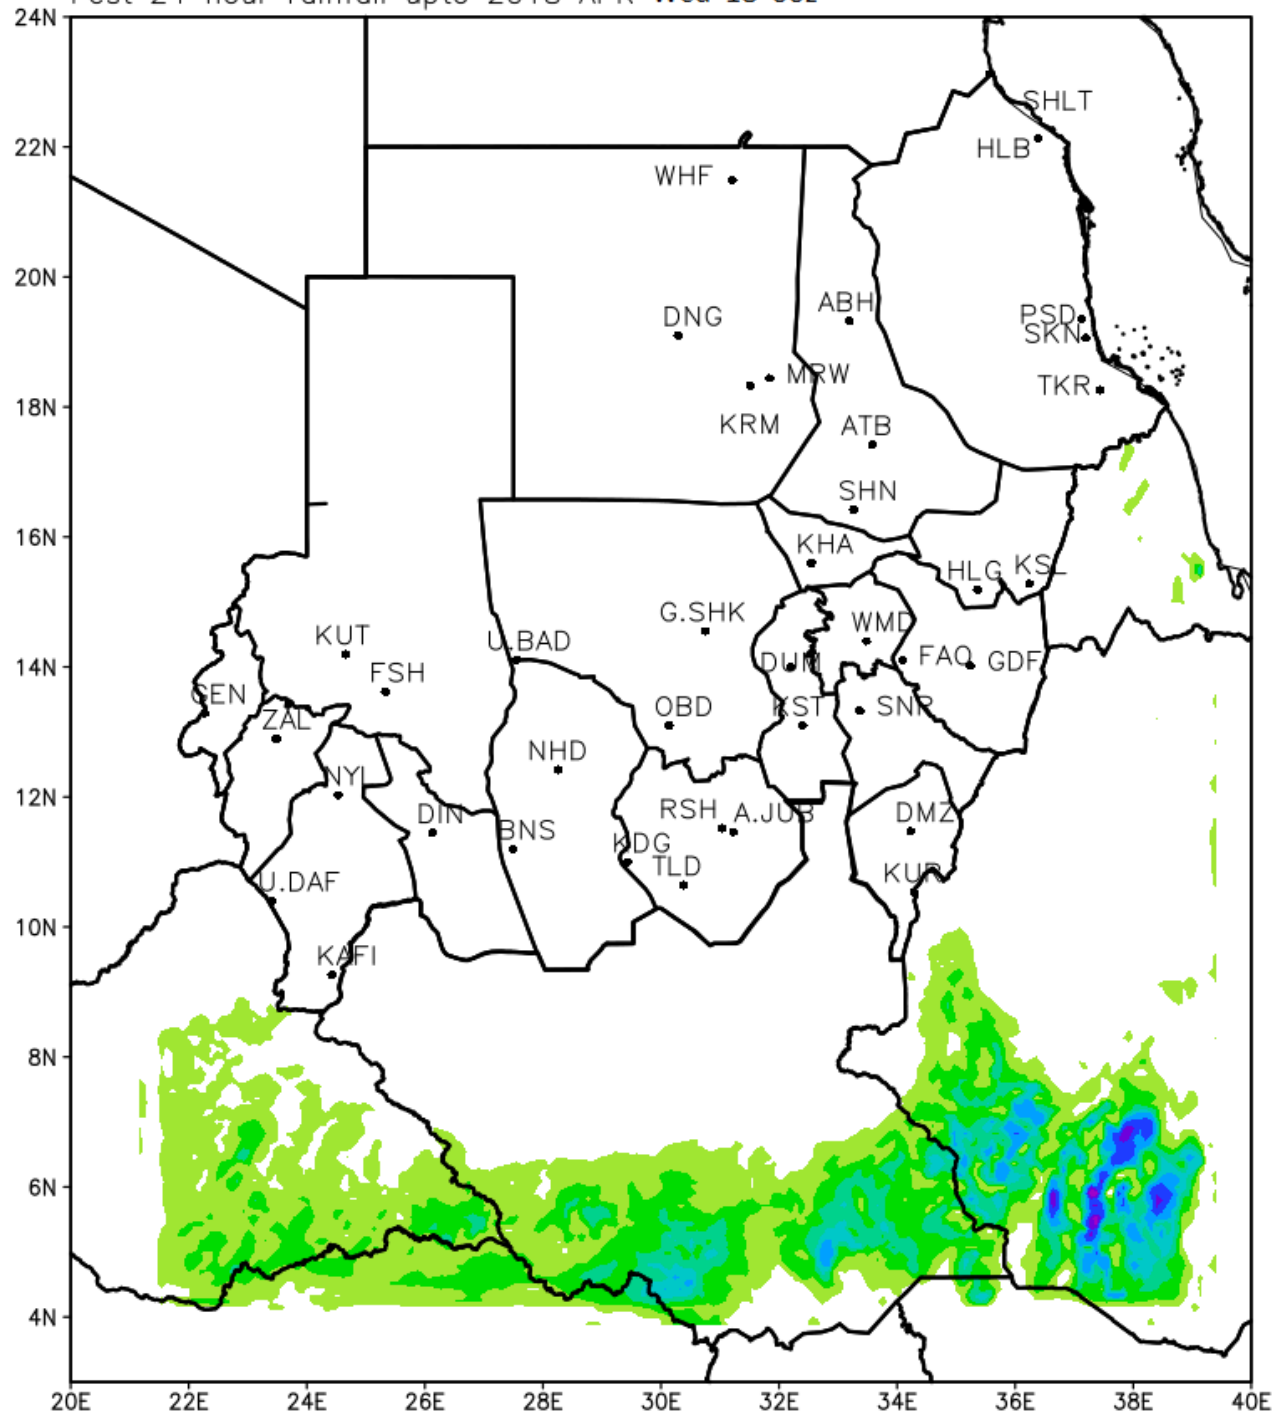 24N
SHLT
22N
HLB
WHF
20N
ABH
DNG
PSD
SKN
MRW
TKR
18N
KRM
ATB
SHN
16N
KHA
HLG
KSL
G.SHK
WMD
KUT
U.BAD
14N
FSH
DUM
FAO
GDF
GEN
ZAL
OBD
KST
SNR
NHD
NYL
12N
DIN
RSH
A.JUB
DMZ
BNS
KDG
TLD
KUR
U.DAF
10N
KAFI
8N
6N
4N
20E 22E 24E 26E 28E 30E 32E 34E 36E 38E 40E